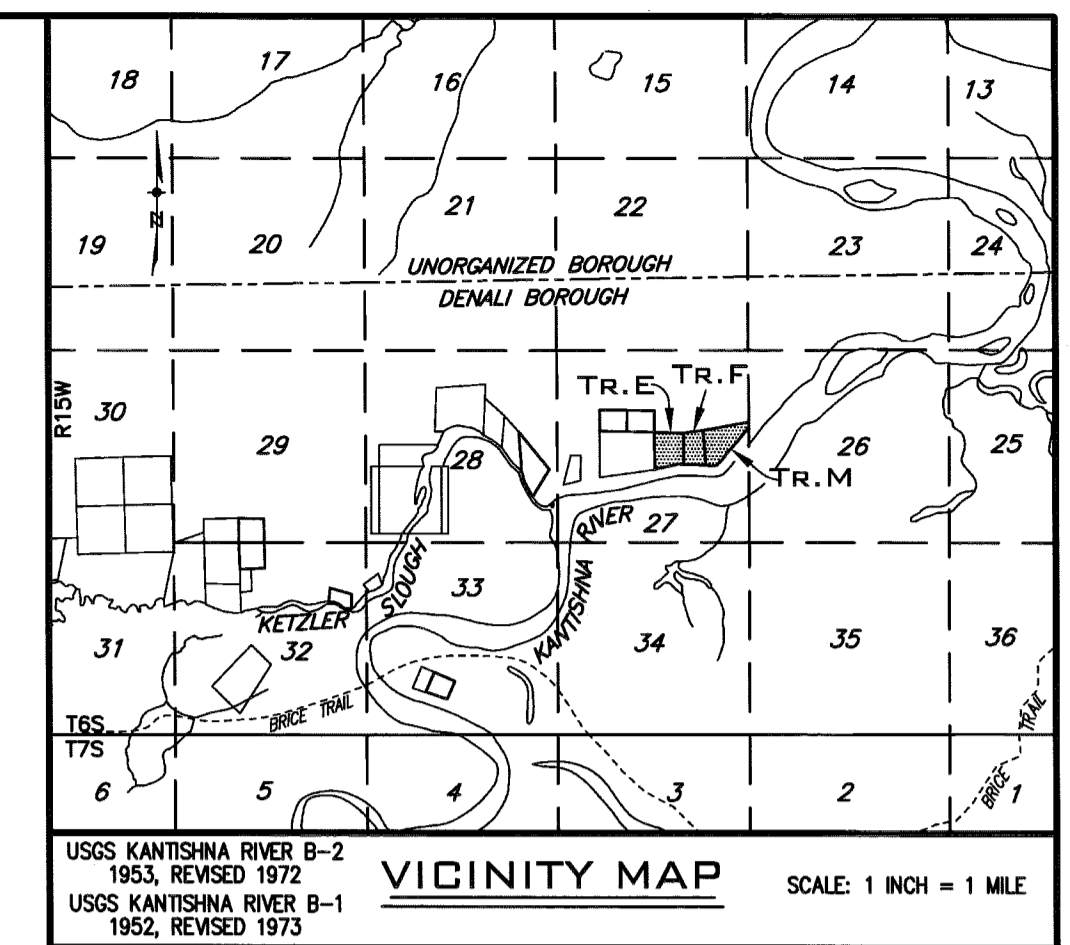 18 17 16 15 14 13
N
19 20 21 22 23 24
UNORGANIZED BOROUGH
DENALI BOROUGH
R15W
30 29 28 27 26 25
TR.E TR.F
TR.M
KANTISHNA RIVER
KETZLER SLOUGH
31 32 33 34 35 36
BRICE TRAIL
BRICE TRAIL
T6S
T7S
6 5 4 3 2 1
USGS KANTISHNA RIVER B-2
1953, REVISED 1972
USGS KANTISHNA RIVER B-1
1952, REVISED 1973
VICINITY MAP
SCALE: 1 INCH = 1 MILE